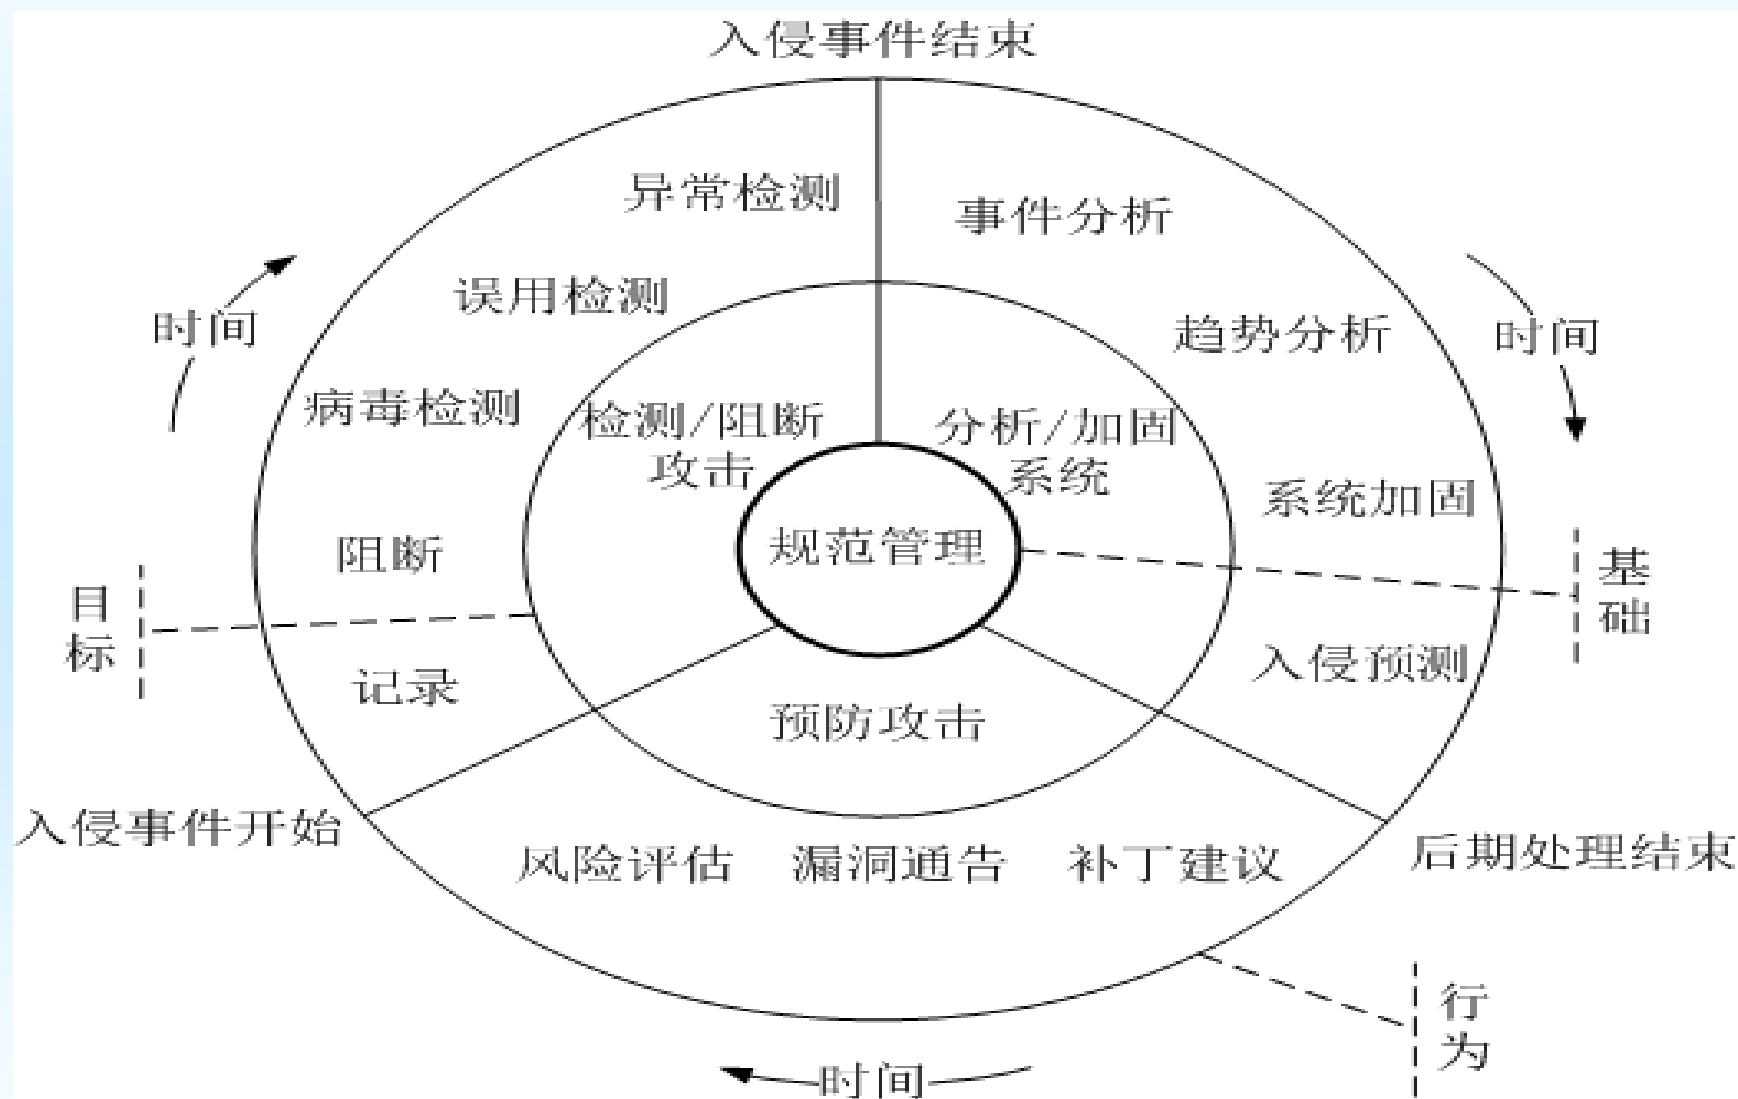 入侵事件结束
异常检测
事件分析
误用检测
时间
趋势分析
时间
病毒检测
检测/阻断
攻击
分析/加固
系统
系统加固
规范管理
阻断
基础
目标
入侵预测
记录
预防攻击
入侵事件开始
风险评估
漏洞通告
补丁建议
后期处理结束
行为
时间